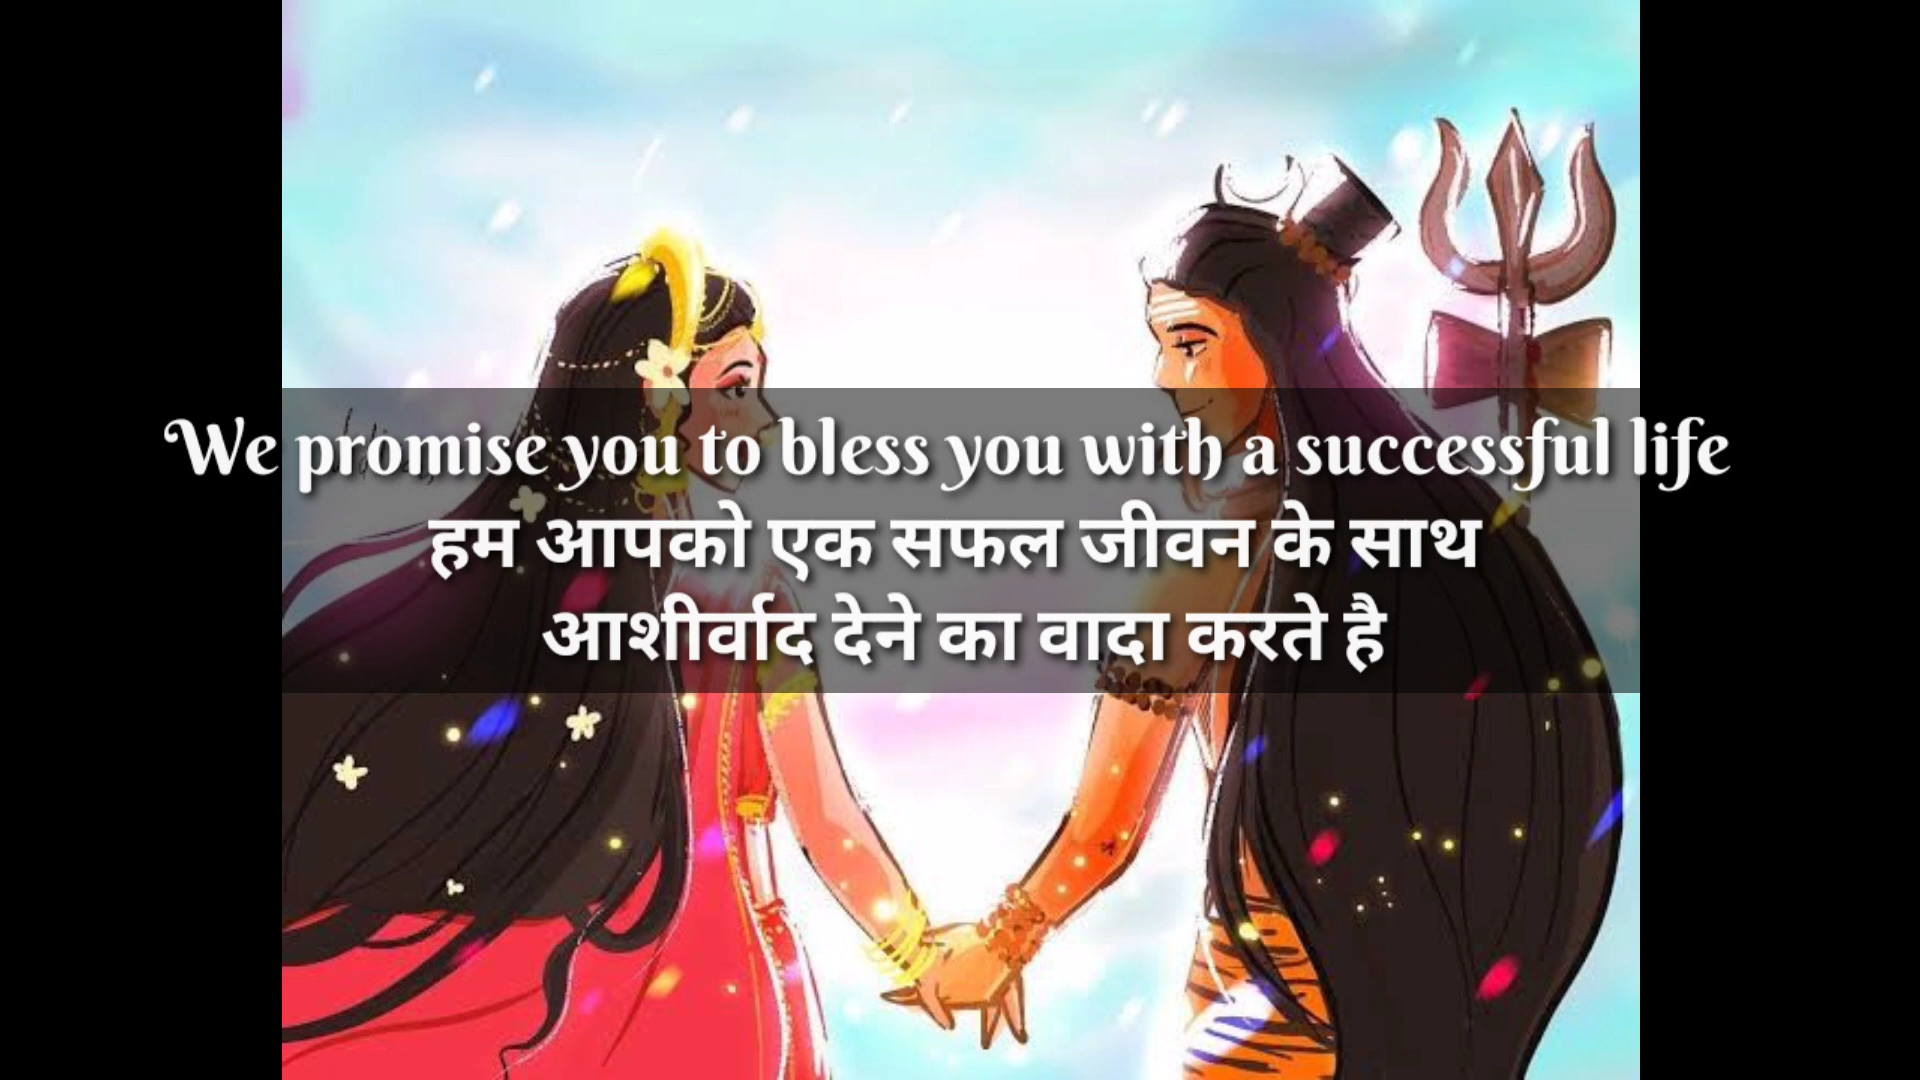 We promise you to bless you with a successful life
हम आपको एक सफल जीवन के साथ
आशीर्वाद देने का वादा करते है